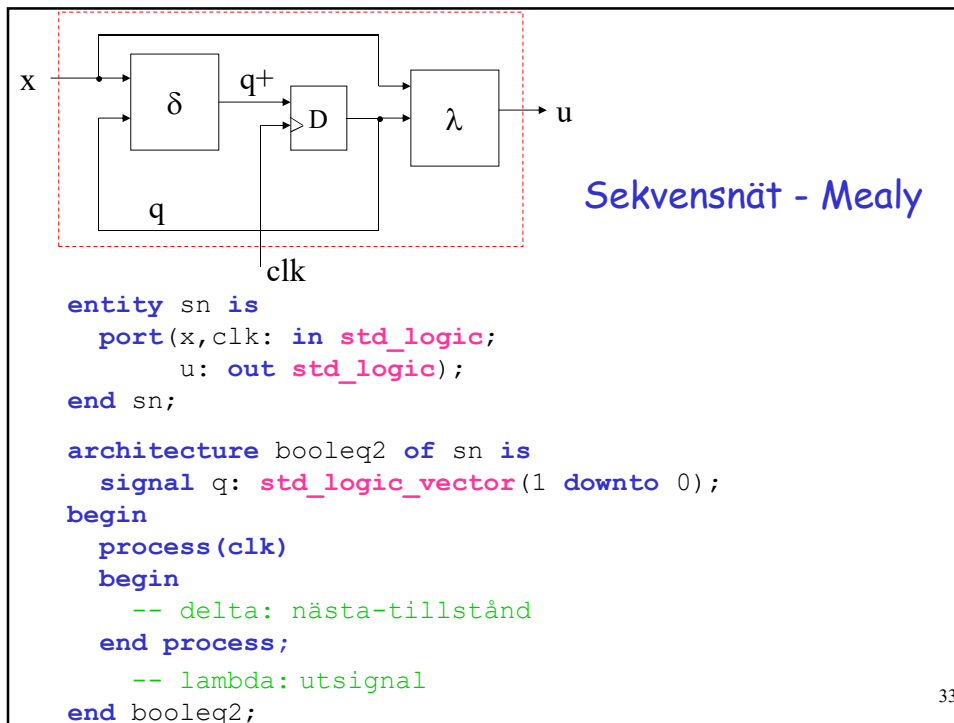 x
δ
q+
D
λ
u
q
clk
Sekvensnät - Mealy
entity sn is
port(x,clk: in std_logic;
u: out std_logic);
end sn;
architecture booleq2 of sn is
signal q: std_logic_vector(1 downto 0);
begin
process(clk)
begin
-- delta: nästa-tillstånd
end process;
-- lambda: utsignal
end booleq2;
33